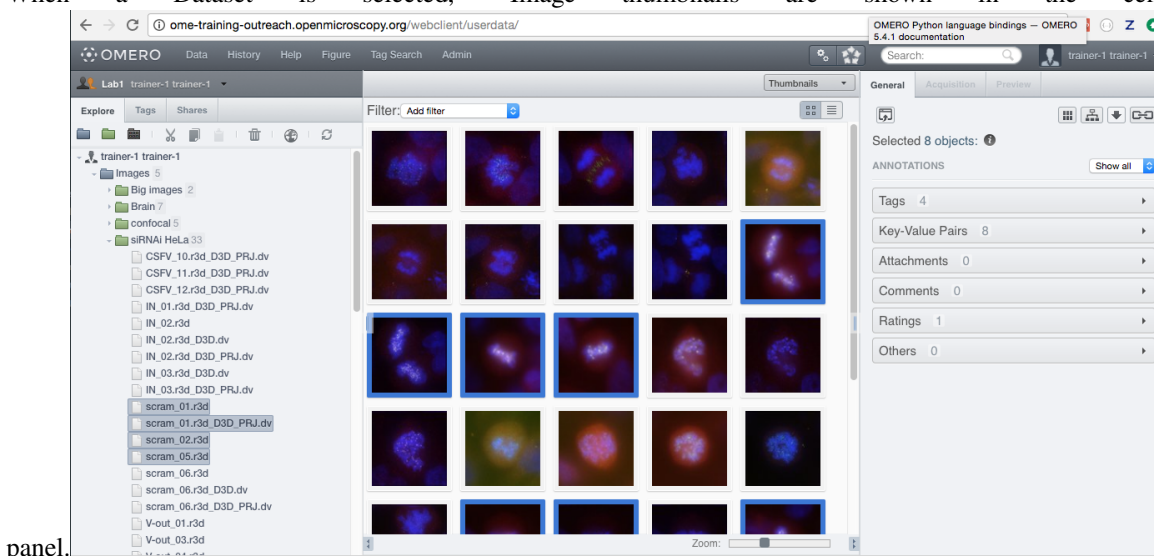 When a Dataset is selected, Image thumbnails are shown in the
ome-training-outreach.openmicroscopy.org/webclient/userdata/
OMERO Python language bindings — OMERO
5.4.1 documentation
Z
OMERO Data History Help Figure Tag Search Admin
Search:
trainer-1 trainer-1
Lab1 trainer-1 trainer-1
Thumbnails
General Acquisition Preview
Explore Tags Shares
Filter: Add filter
Selected 8 objects:
ANNOTATIONS
Show all
Tags 4
Key-Value Pairs 8
Attachments 0
Comments 0
Ratings 1
Others 0
trainer-1 trainer-1
Images 5
Big images 2
Brain 7
confocal 5
siRNAi HeLa 33
CSFV_10.r3d_D3D_PRJ.dv
CSFV_11.r3d_D3D_PRJ.dv
CSFV_12.r3d_D3D_PRJ.dv
IN_01.r3d_D3D_PRJ.dv
IN_02.r3d
IN_02.r3d_D3D.dv
IN_02.r3d_D3D_PRJ.dv
IN_03.r3d_D3D.dv
IN_03.r3d_D3D_PRJ.dv
scram_01.r3d
scram_01.r3d_D3D_PRJ.dv
scram_02.r3d
scram_05.r3d
scram_06.r3d
scram_06.r3d_D3D.dv
scram_06.r3d_D3D_PRJ.dv
V-out_01.r3d
V-out_03.r3d
Zoom:
panel.